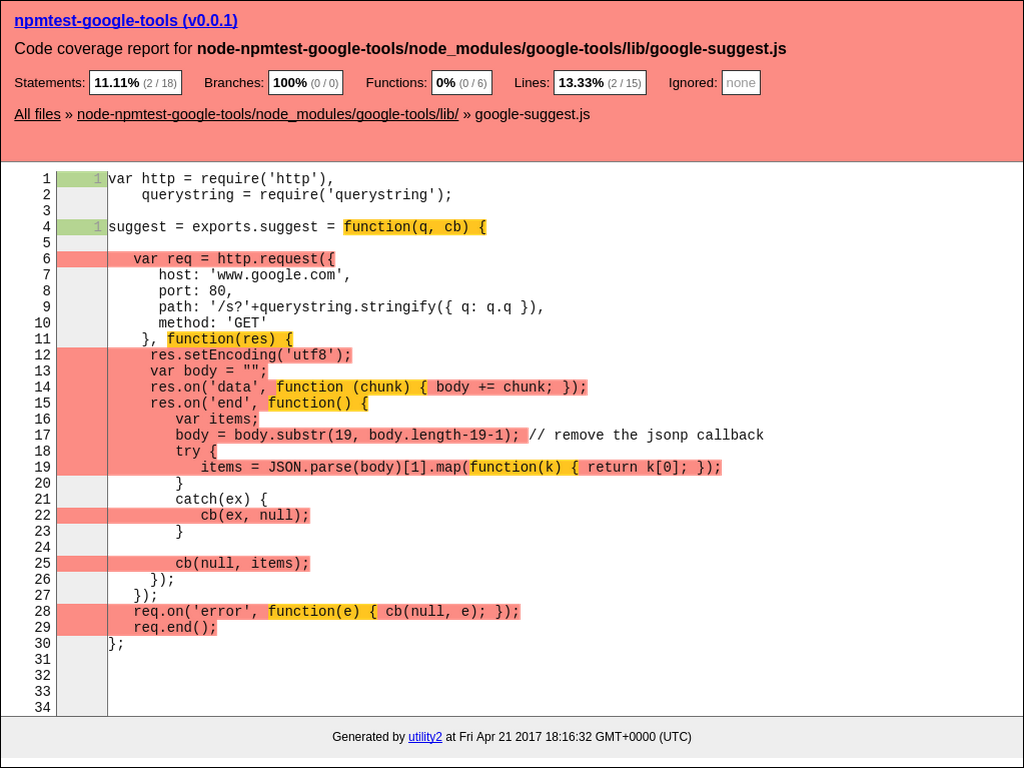 npmtest-google-tools (v0.0.1)
Code coverage report for node-npmtest-google-tools/node_modules/google-tools/lib/google-suggest.js
Statements: 11.11% (2 / 18) Branches: 100% (0 / 0) Functions: 0% (0 / 6) Lines: 13.33% (2 / 15) Ignored: none
All files » node-npmtest-google-tools/node_modules/google-tools/lib/ » google-suggest.js
1 1 var http = require('http'),
2     querystring = require('querystring');
3
4 1 suggest = exports.suggest = function(q, cb) {
5
6    var req = http.request({
7       host: 'www.google.com',
8       port: 80,
9       path: '/s?'+querystring.stringify({ q: q.q }),
10       method: 'GET'
11     }, function(res) {
12      res.setEncoding('utf8');
13      var body = "";
14      res.on('data', function (chunk) { body += chunk; });
15      res.on('end', function() {
16         var items;
17         body = body.substr(19, body.length-19-1); // remove the jsonp callback
18         try {
19            items = JSON.parse(body)[1].map(function(k) { return k[0]; });
20         }
21         catch(ex) {
22            cb(ex, null);
23         }
24
25         cb(null, items);
26      });
27    });
28    req.on('error', function(e) { cb(null, e); });
29    req.end();
30 };
31
32
33
34
Generated by utility2 at Fri Apr 21 2017 18:16:32 GMT+0000 (UTC)